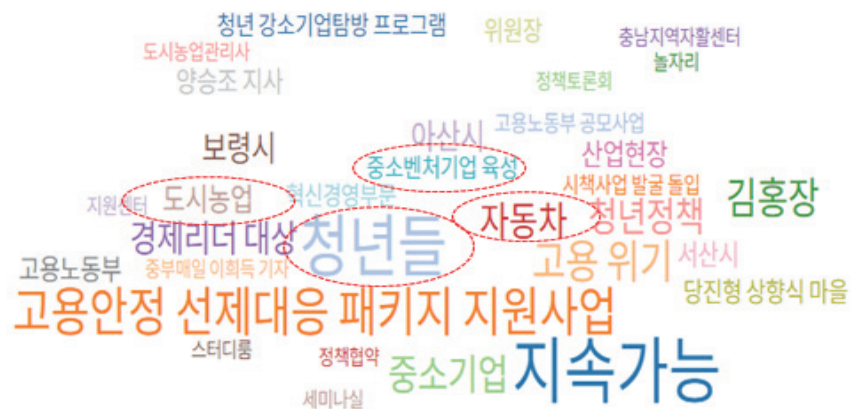 청년 강소기업탐방 프로그램
위원장
충남지역자활센터
도시농업관리사
놀자리
양승조 지사
정책토론회
고용노동부 공모사업
아산시
보령시
산업현장
중소벤처기업 육성
시책사업 발굴 돌입
김홍장
지원센터
도시농업
혁신경영부문
자동차
청년정책
경제리더 대상
청년들
고용 위기
서산시
고용노동부
중부매일 이희득 기자
당진형 상향식 마을
고용안정 선제대응 패키지 지원사업
스터디룸
정책협약
중소기업
지속가능
세미나실